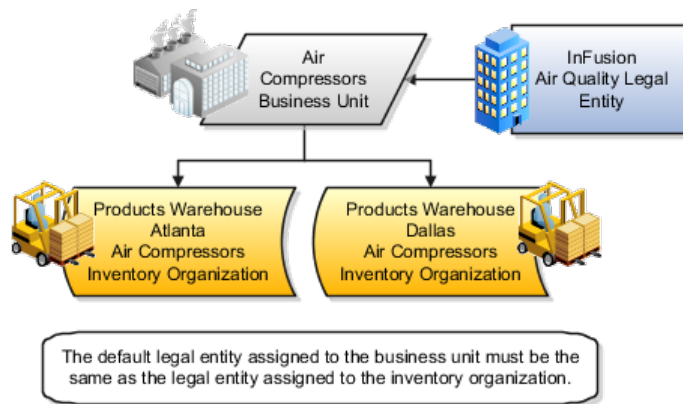 Air
Compressors
Business Unit
InFusion
Air Quality Legal
Entity
Products Warehouse
Atlanta
Air Compressors
Inventory Organization
Products Warehouse
Dallas
Air Compressors
Inventory Organization
The default legal entity assigned to the business unit must be the
same as the legal entity assigned to the inventory organization.